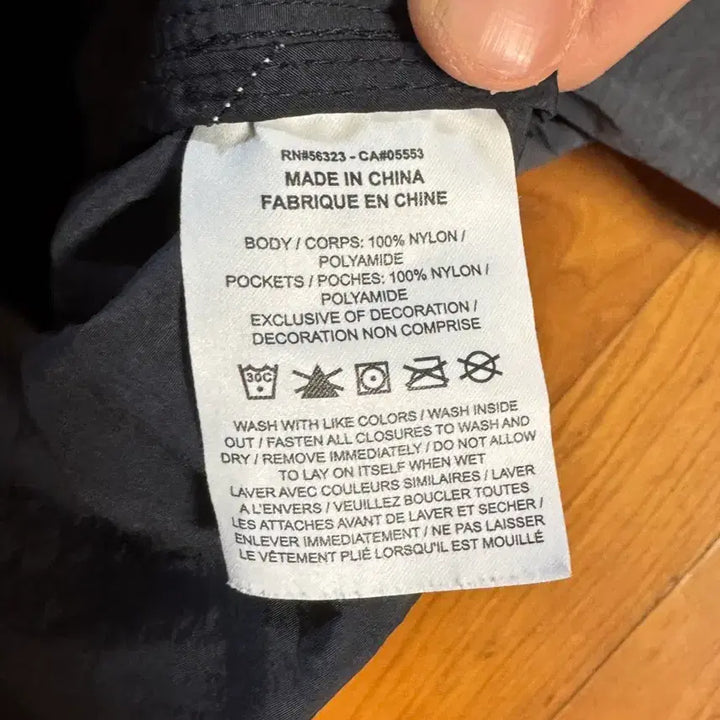 RN#56323 - CA#05553
MADE IN CHINA
FABRIQUE EN CHINE
BODY / CORPS: 100% NYLON /
POLYAMIDE
POCKETS / POCHES: 100% NYLON /
POLYAMIDE
EXCLUSIVE OF DECORATION /
DECORATION NON COMPRISE
30C
WASH WITH LIKE COLORS / WASH INSIDE
OUT / FASTEN ALL CLOSURES TO WASH AND
DRY / REMOVE IMMEDIATELY / DO NOT ALLOW
TO LAY ON ITSELF WHEN WET
LAVER AVEC COULEURS SIMILAIRES / LAVER
A L'ENVERS / VEUILLEZ BOUCLER TOUTES
LES ATTACHES AVANT DE LAVER ET SECHER /
ENLEVER IMMEDIATEMENT / NE PAS LAISSER
LE VÊTEMENT PLIÉ LORSQU'IL EST MOUILLÉ